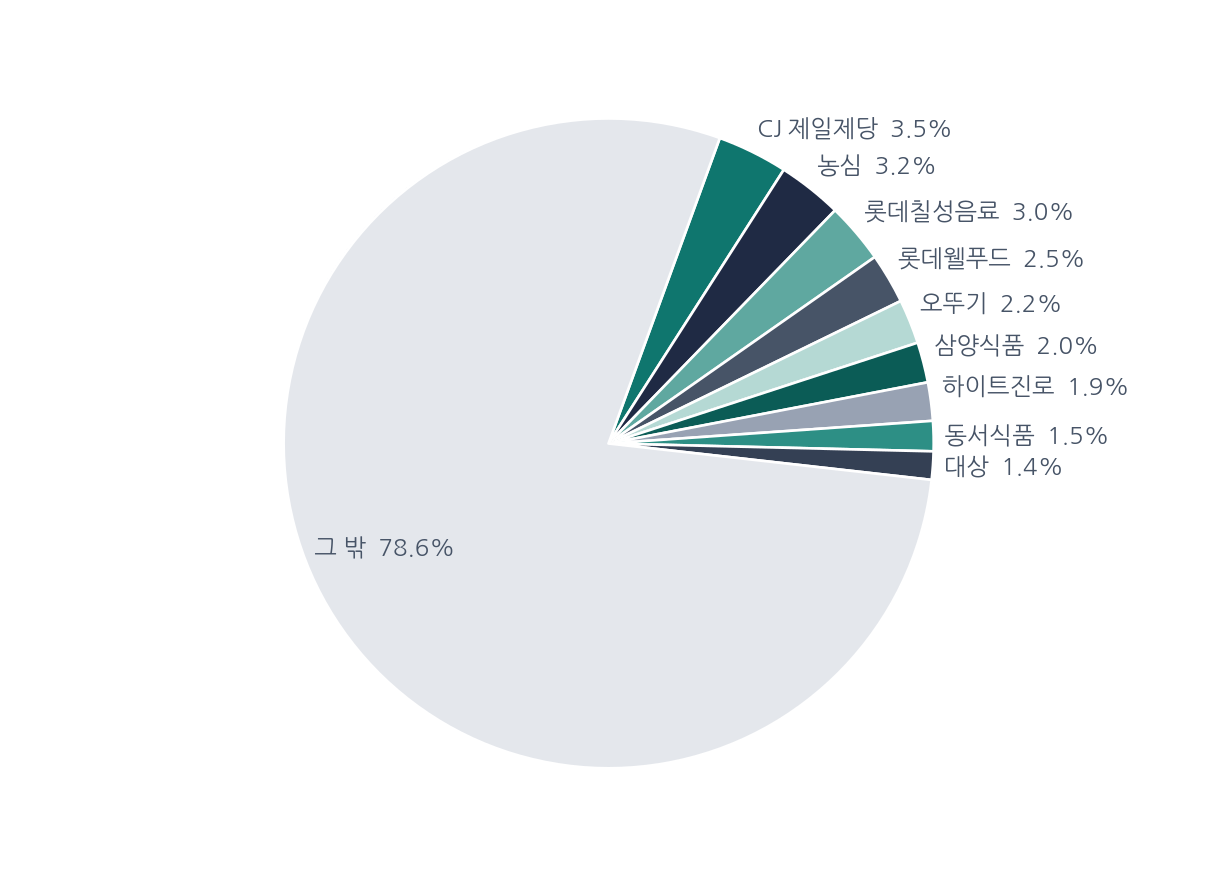 CJ 제일제당 3.5%
농심 3.2%
롯데칠성음료 3.0%
롯데웰푸드 2.5%
오뚜기 2.2%
삼양식품 2.0%
하이트진로 1.9%
동서식품 1.5%
대상 1.4%
그 밖 78.6%